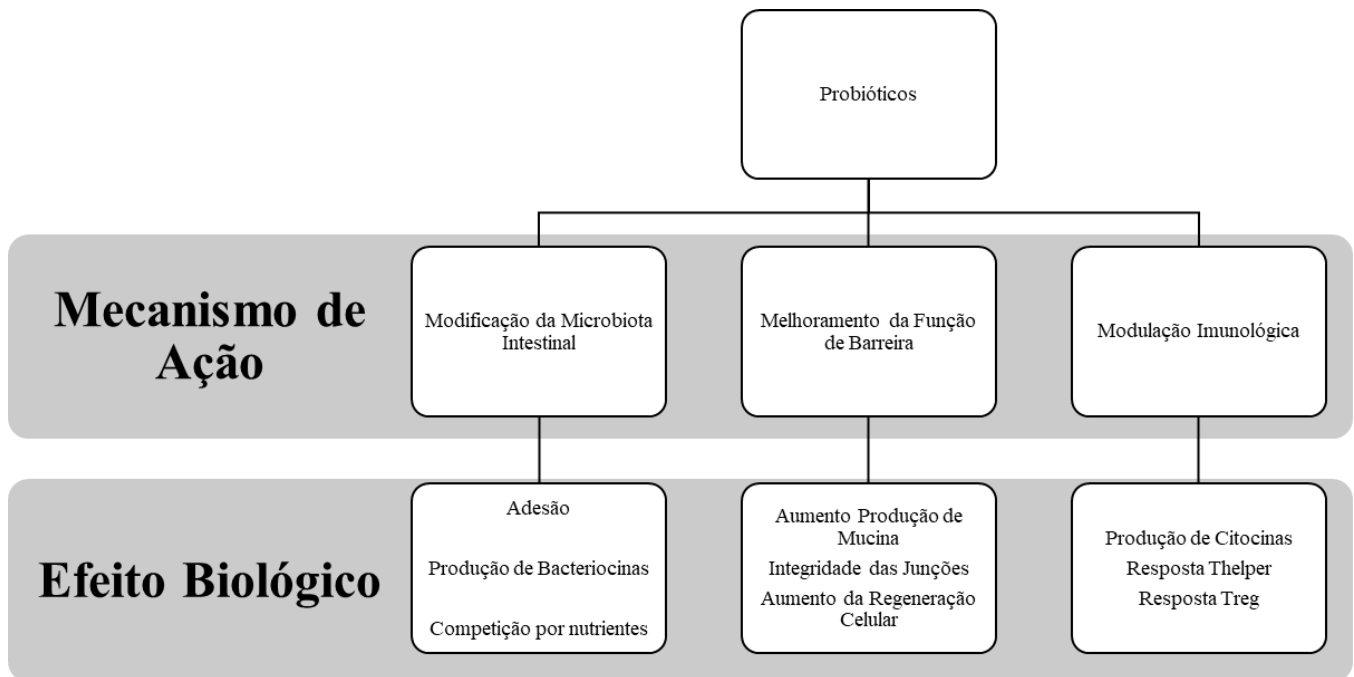 Probióticos
Mecanismo de
Ação
Modificação da Microbiota
Intestinal
Melhoramento da Função
de Barreira
Modulação Imunológica
Efeito Biológico
Adesão
Produção de Bacteriocinas
Competição por nutrientes
Aumento Produção de
Mucina
Integridade das Junções
Aumento da Regeneração
Celular
Produção de Citocinas
Resposta Thelper
Resposta Treg